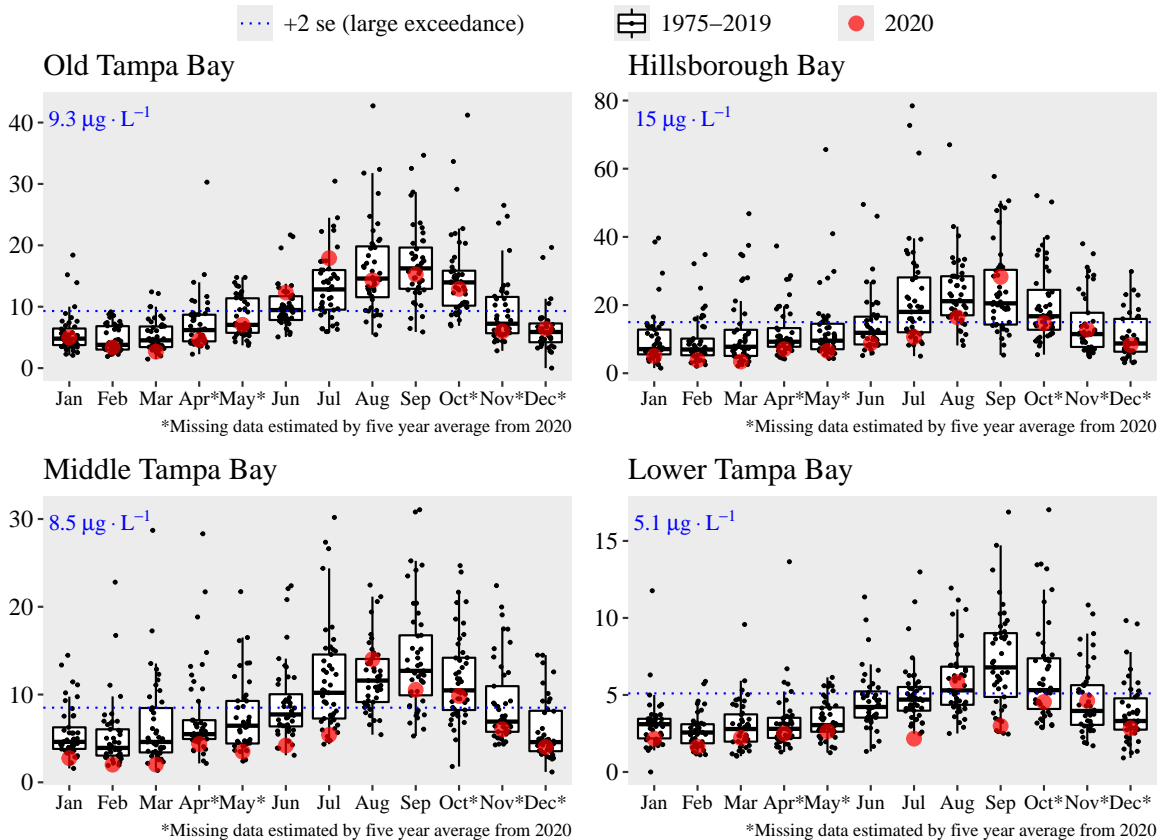 +2 se (large exceedance) 1975−2019 2020
Old Tampa Bay
9.3 μg · L−1
40
30
20
10
0
Jan Feb Mar Apr* May* Jun Jul Aug Sep Oct* Nov* Dec*
*Missing data estimated by five year average from 2020
Hillsborough Bay
15 μg · L−1
80
60
40
20
0
Jan Feb Mar Apr* May* Jun Jul Aug Sep Oct* Nov* Dec*
*Missing data estimated by five year average from 2020
Middle Tampa Bay
8.5 μg · L−1
30
20
10
0
Jan Feb Mar Apr* May* Jun Jul Aug Sep Oct* Nov* Dec*
*Missing data estimated by five year average from 2020
Lower Tampa Bay
5.1 μg · L−1
15
10
5
0
Jan Feb Mar Apr* May* Jun Jul Aug Sep Oct* Nov* Dec*
*Missing data estimated by five year average from 2020